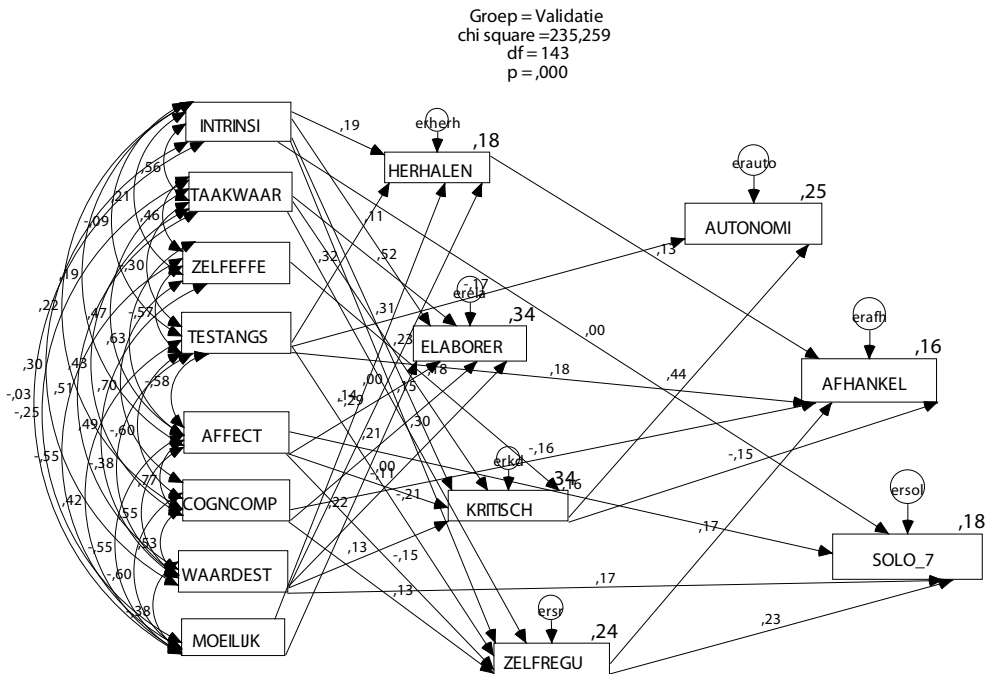 Groep = Validatie
chi square =235,259
df = 143
p = ,000
INTRINSI
TAAKWAAR
ZELFEFFE
TESTANGS
AFFECT
COGNCOMP
WAARDEST
MOEILIJK
erherh
,18
HERHALEN
erela
,34
ELABORER
erkd
,34
KRITISCH
ersr
,24
ZELFREGU
erauto
,25
AUTONOMI
erafh
,16
AFHANKEL
ersol
,18
SOLO_7
,56
,21
-,09
,46
-,30
,19
,22
,47
-,57
,63
,30
,43
-,03
,51
,70
-,58
-,25
,49
-,60
-,55
-,38
,77
,42
,55
-,55
,53
-,60
-,38
,19
,11
,32
,52
,31
,23
,00
,15
,18
,14
-,29
,21
,30
,00
-,11
,22
-,21
,13
-,15
,13
,13
-,17
,00
,18
,44
-,16
,16
-,15
,17
,17
,23